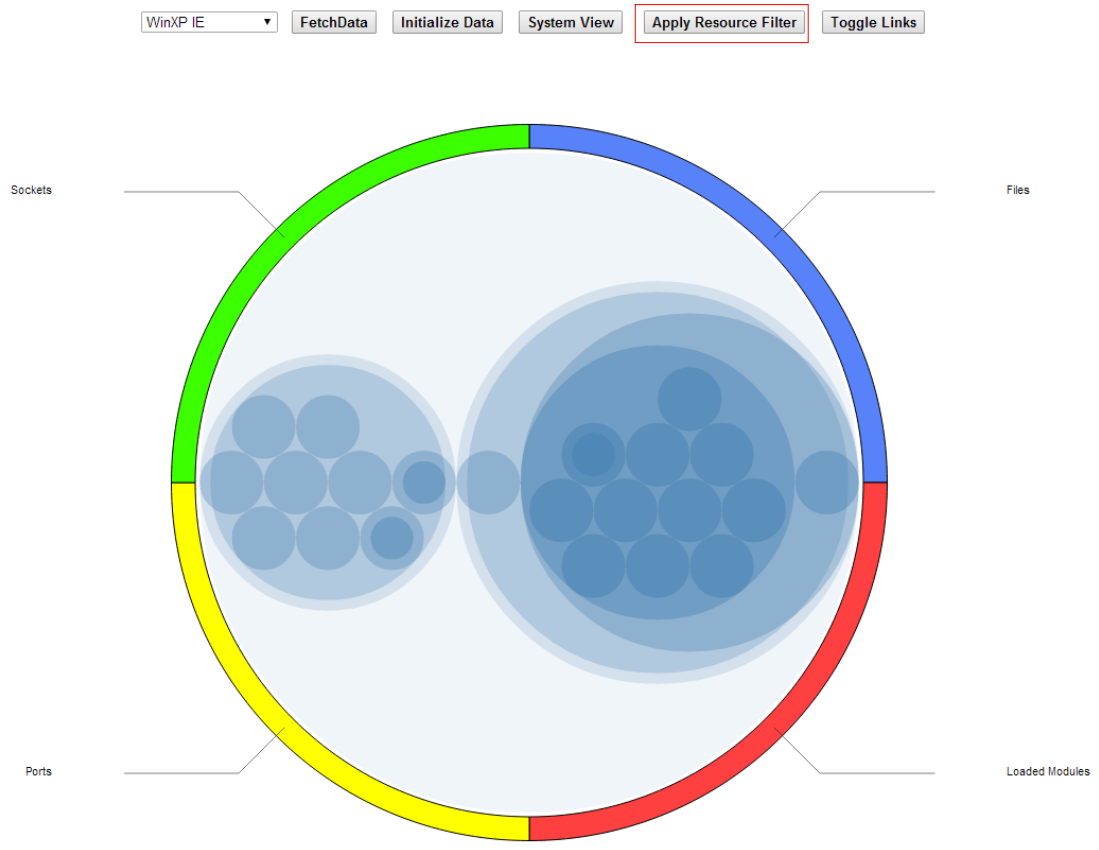 WinXP IE FetchData Initialize Data System View Apply Resource Filter Toggle Links
Sockets Files
Ports Loaded Modules